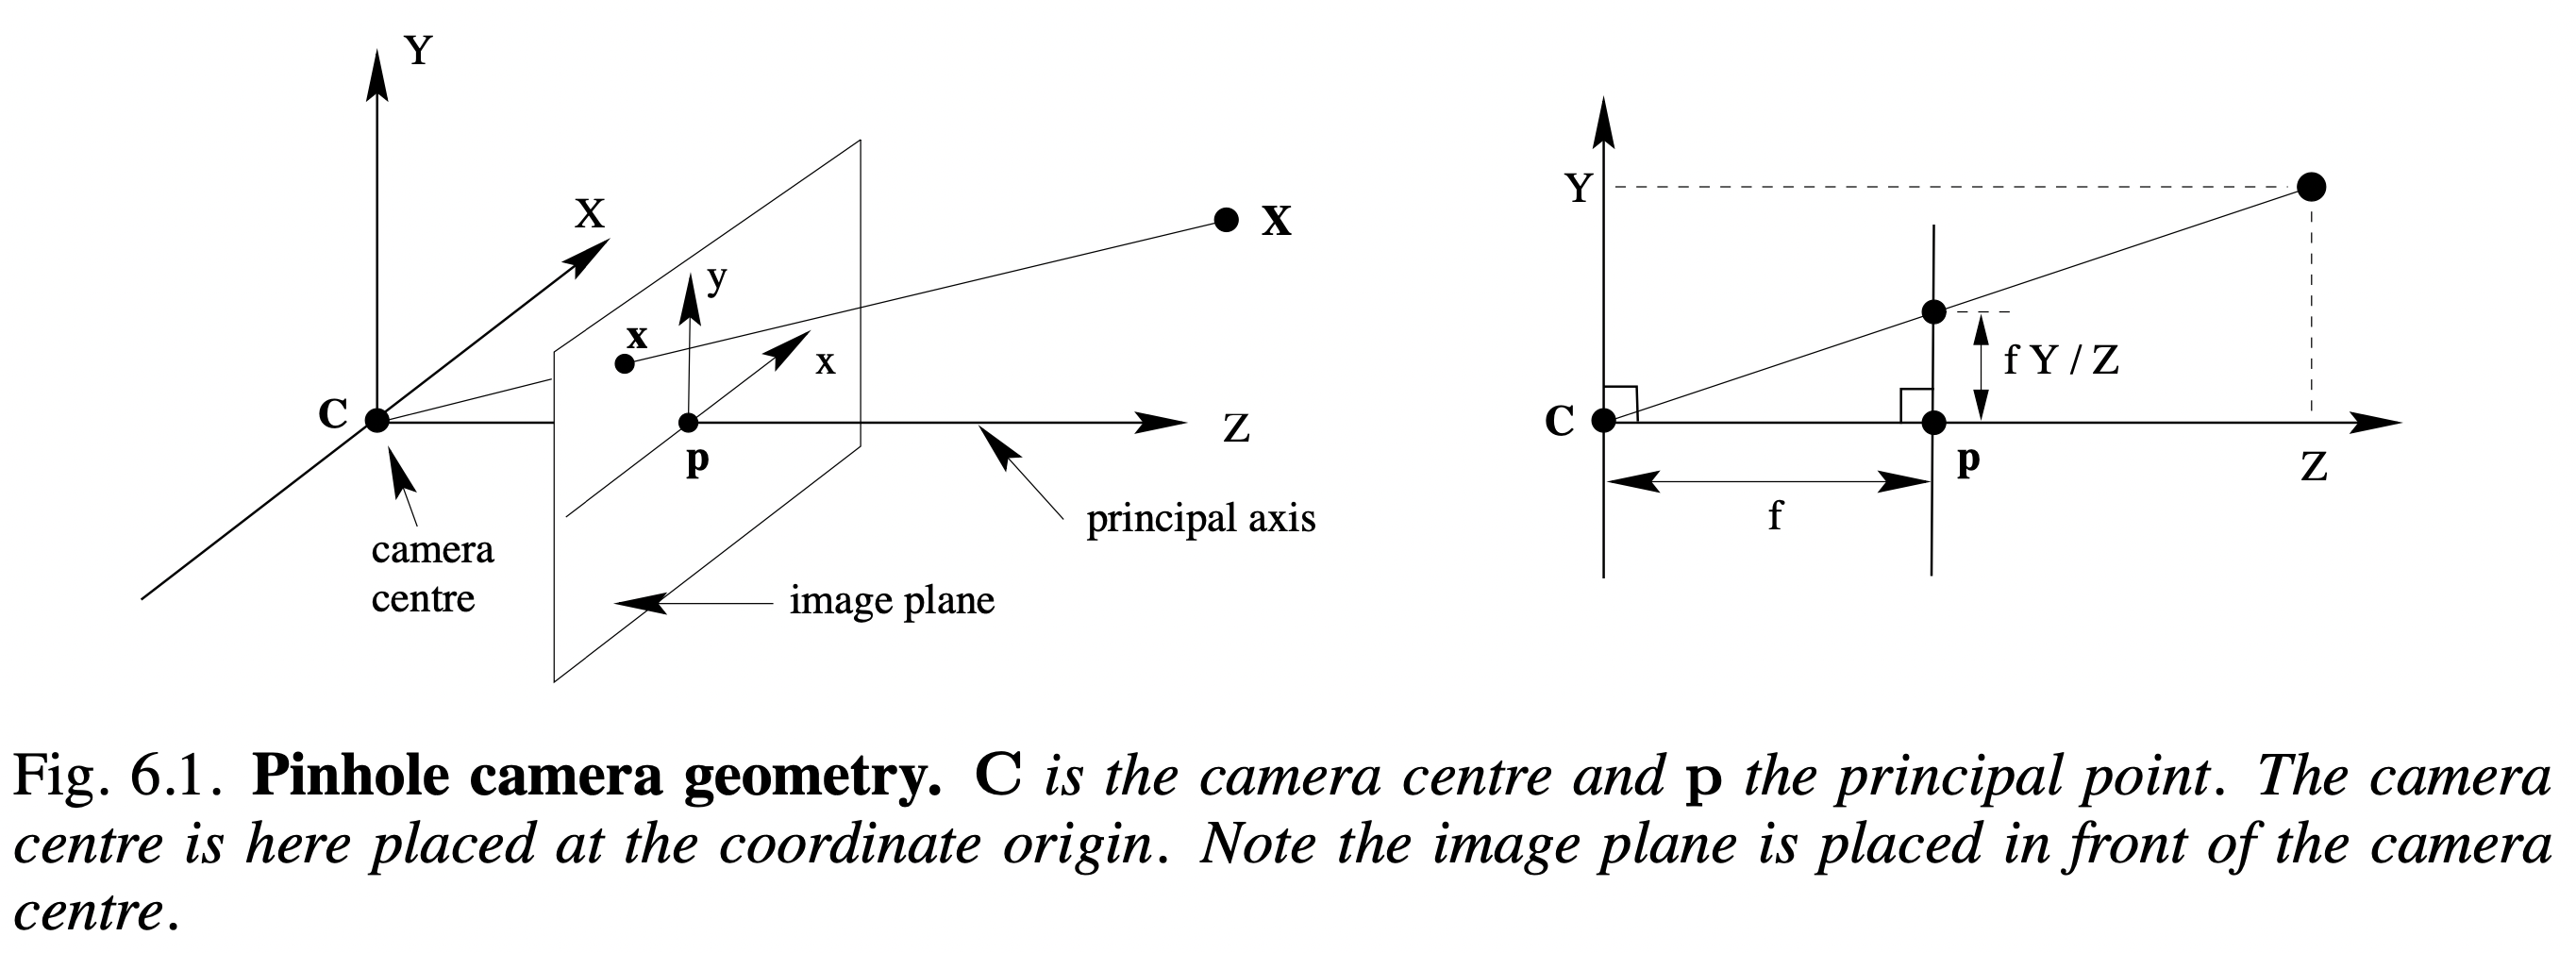 Y
X
X
y
x
x
C
Z
p
camera
centre
principal axis
image plane
Y
f Y / Z
C
p
Z
f
Fig. 6.1. Pinhole camera geometry. C is the camera centre and p the principal point. The camera
centre is here placed at the coordinate origin. Note the image plane is placed in front of the camera
centre.